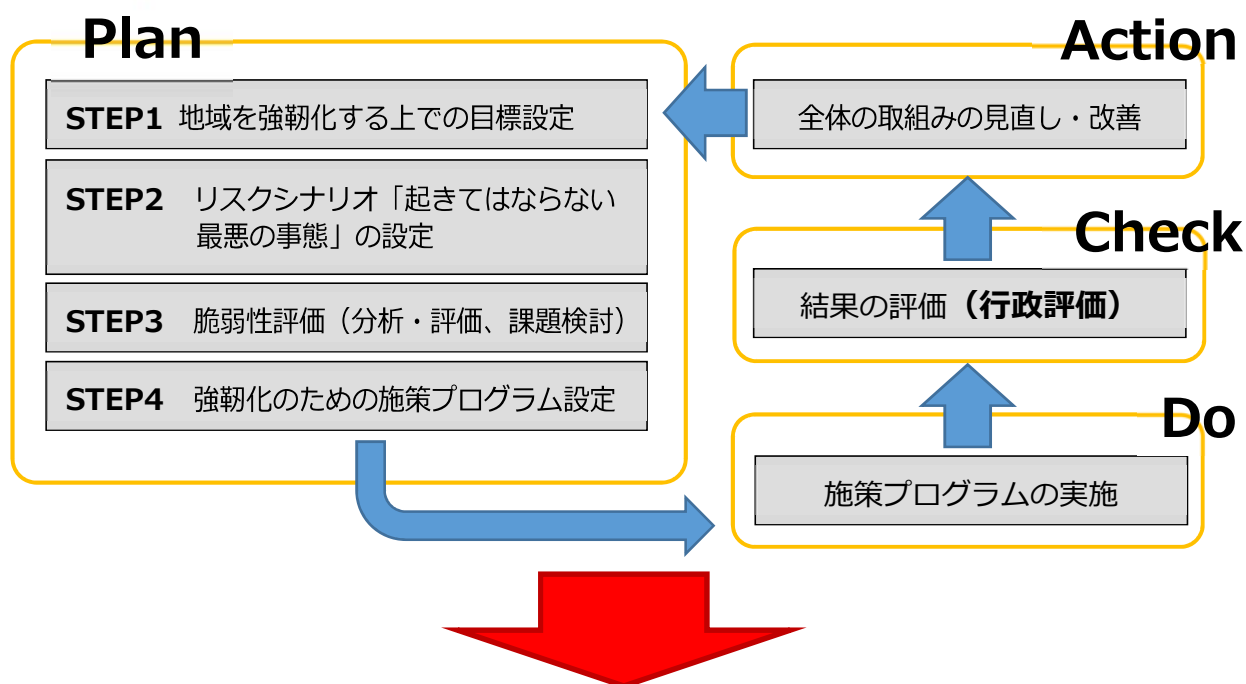 Plan
STEP1 地域を強靭化する上での目標設定
STEP2 リスクシナリオ「起きてはならない
最悪の事態」の設定
STEP3 脆弱性評価（分析・評価、課題検討）
STEP4 強靭化のための施策プログラム設定
Action
全体の取組みの見直し・改善
Check
結果の評価（行政評価）
Do
施策プログラムの実施